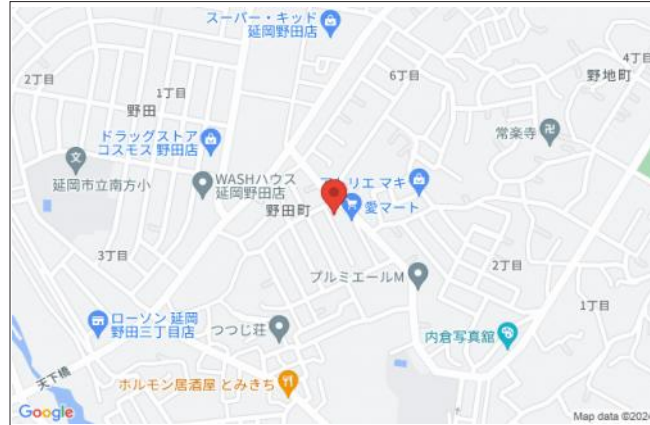 スーパー・キッド
延岡野田店
4丁目
2丁目
6丁目
野地町
1丁目
野田
ドラッグストア
コスモス 野田店
常楽寺
文
延岡市立南方小
WASHハウス
延岡野田店
アトリエ マキ
愛マート
野田町
3丁目
プルミエールM
2丁目
1丁目
ローソン 延岡
野田三丁目店
つつじ荘
内倉写真舘
天下橋
ホルモン居酒屋 とみきち
Google
Map data ©2024